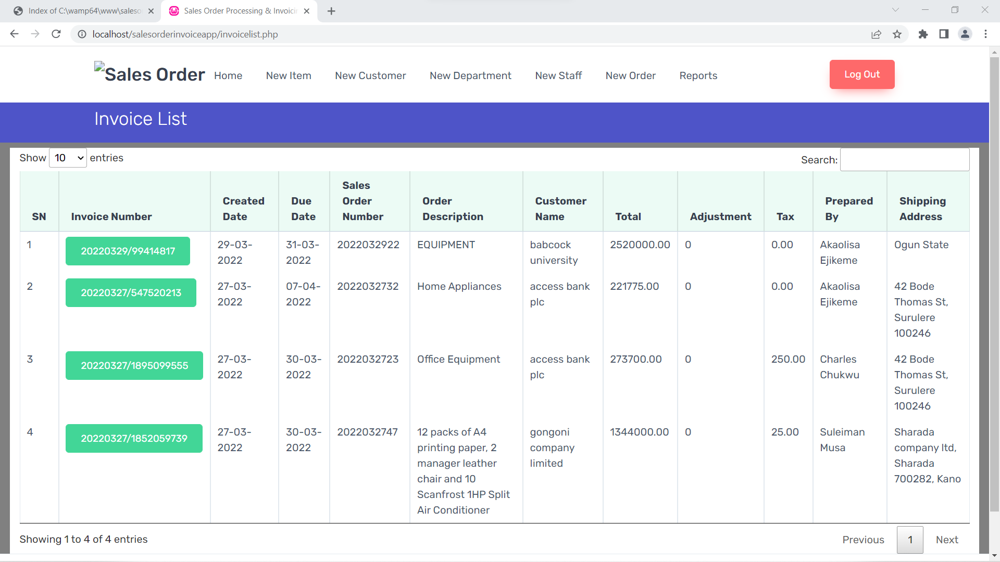 Index of C:\wamp64\www\saleso
Sales Order Processing & Invoicin
localhost/salesorderinvoiceapp/invoicelist.php
Sales Order Home New Item New Customer New Department New Staff New Order Reports Log Out
Invoice List
Show 10 entries Search:
SN Invoice Number Created Date Due Date Sales Order Number Order Description Customer Name Total Adjustment Tax Prepared By Shipping Address
1 20220329/99414817 29-03-2022 31-03-2022 2022032922 EQUIPMENT babcock university 2520000.00 0 0.00 Akaolisa Ejikeme Ogun State
2 20220327/547520213 27-03-2022 07-04-2022 2022032732 Home Appliances access bank plc 221775.00 0 0.00 Akaolisa Ejikeme 42 Bode Thomas St, Surulere 100246
3 20220327/1895099555 27-03-2022 30-03-2022 2022032723 Office Equipment access bank plc 273700.00 0 250.00 Charles Chukwu 42 Bode Thomas St, Surulere 100246
4 20220327/1852059739 27-03-2022 30-03-2022 2022032747 12 packs of A4 printing paper, 2 manager leather chair and 10 Scanfrost 1HP Split Air Conditioner gongoni company limited 1344000.00 0 25.00 Suleiman Musa Sharada company ltd, Sharada 700282, Kano
Showing 1 to 4 of 4 entries Previous 1 Next